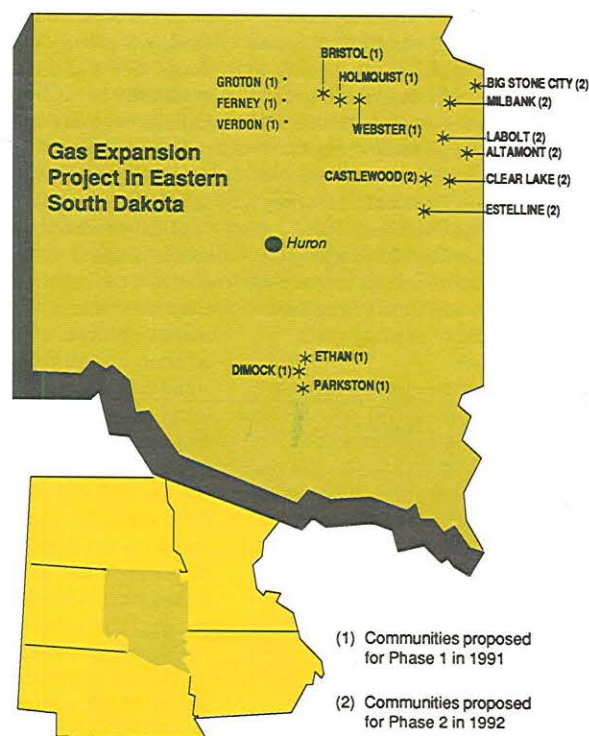 BRISTOL (1)
HOLMQUIST (1)
GROTON (1) *
FERNEY (1) *
VERDON (1) *
WEBSTER (1)
BIG STONE CITY (2)
MILBANK (2)
LABOLT (2)
ALTAMONT (2)
CASTLEWOOD (2)
CLEAR LAKE (2)
ESTELLINE (2)
Gas Expansion
Project in Eastern
South Dakota
Huron
ETHAN (1)
DIMOCK (1)
PARKSTON (1)
(1) Communities proposed
for Phase 1 in 1991
(2) Communities proposed
for Phase 2 in 1992